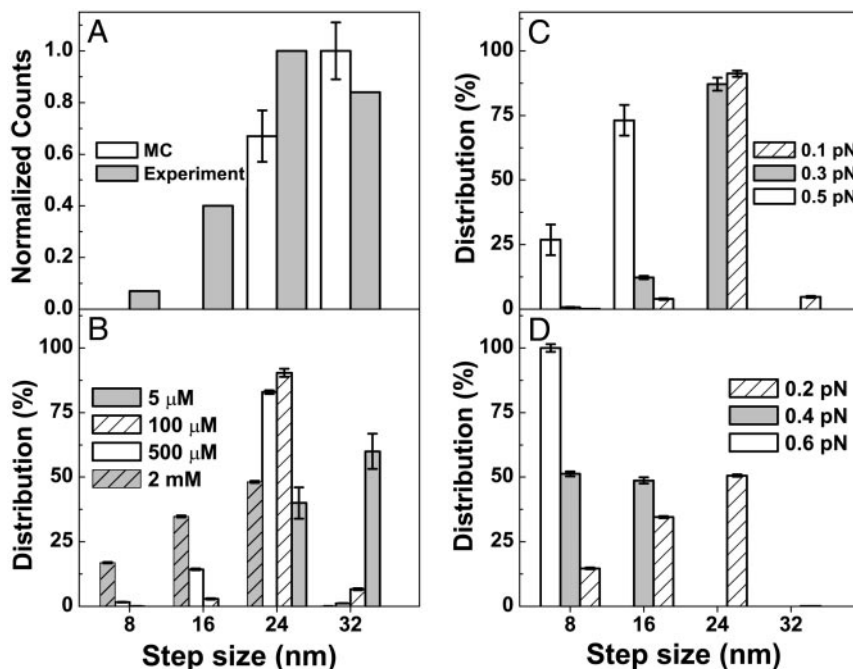 A
Normalized Counts
1.0
0.8
0.6
0.4
0.2
0.0
MC
Experiment
B
Distribution (%)
100
75
50
25
0
5 μM
100 μM
500 μM
2 mM
8 16 24 32
Step size (nm)
C
Distribution (%)
100
75
50
25
0
0.1 pN
0.3 pN
0.5 pN
D
Distribution (%)
100
75
50
25
0
0.2 pN
0.4 pN
0.6 pN
8 16 24 32
Step size (nm)